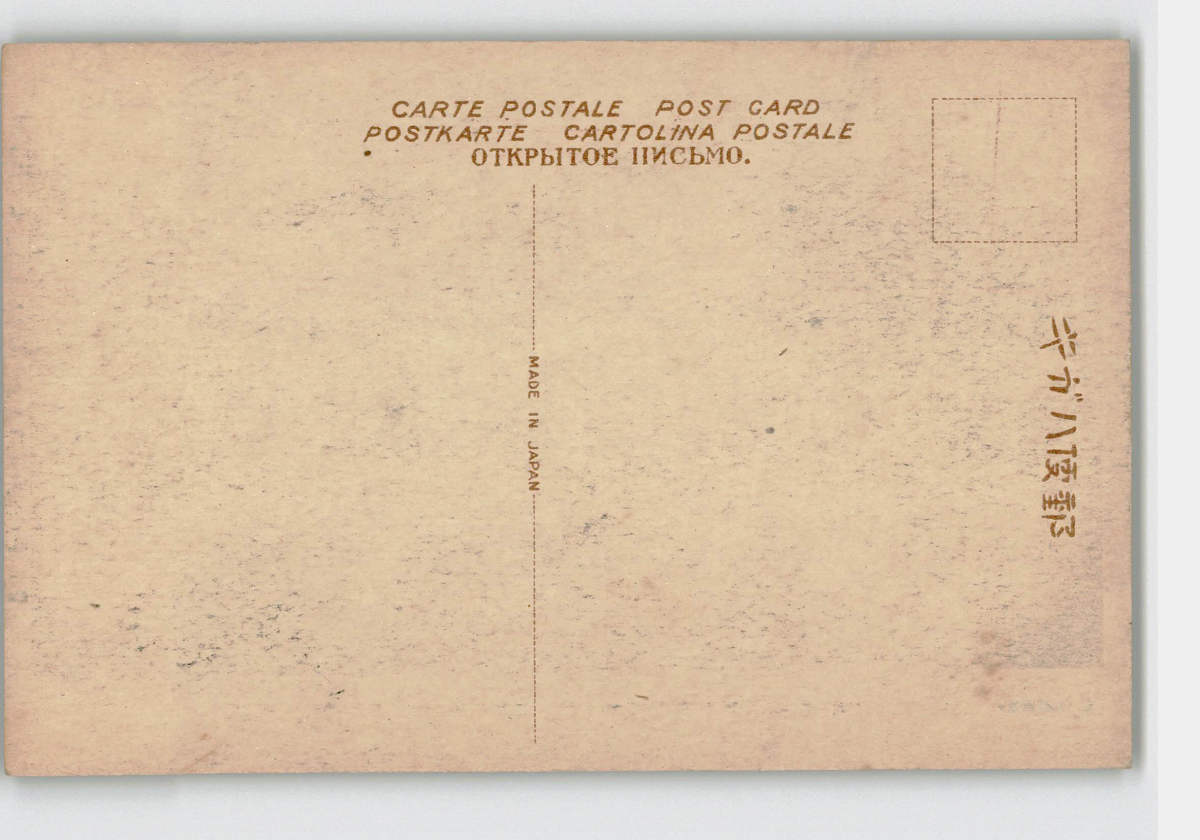 CARTE POSTALE POST CARD
POSTKARTE CARTOLINA POSTALE
ОТКРЫТОЕ ПИСЬМО.
MADE IN JAPAN
郵便ハガキ